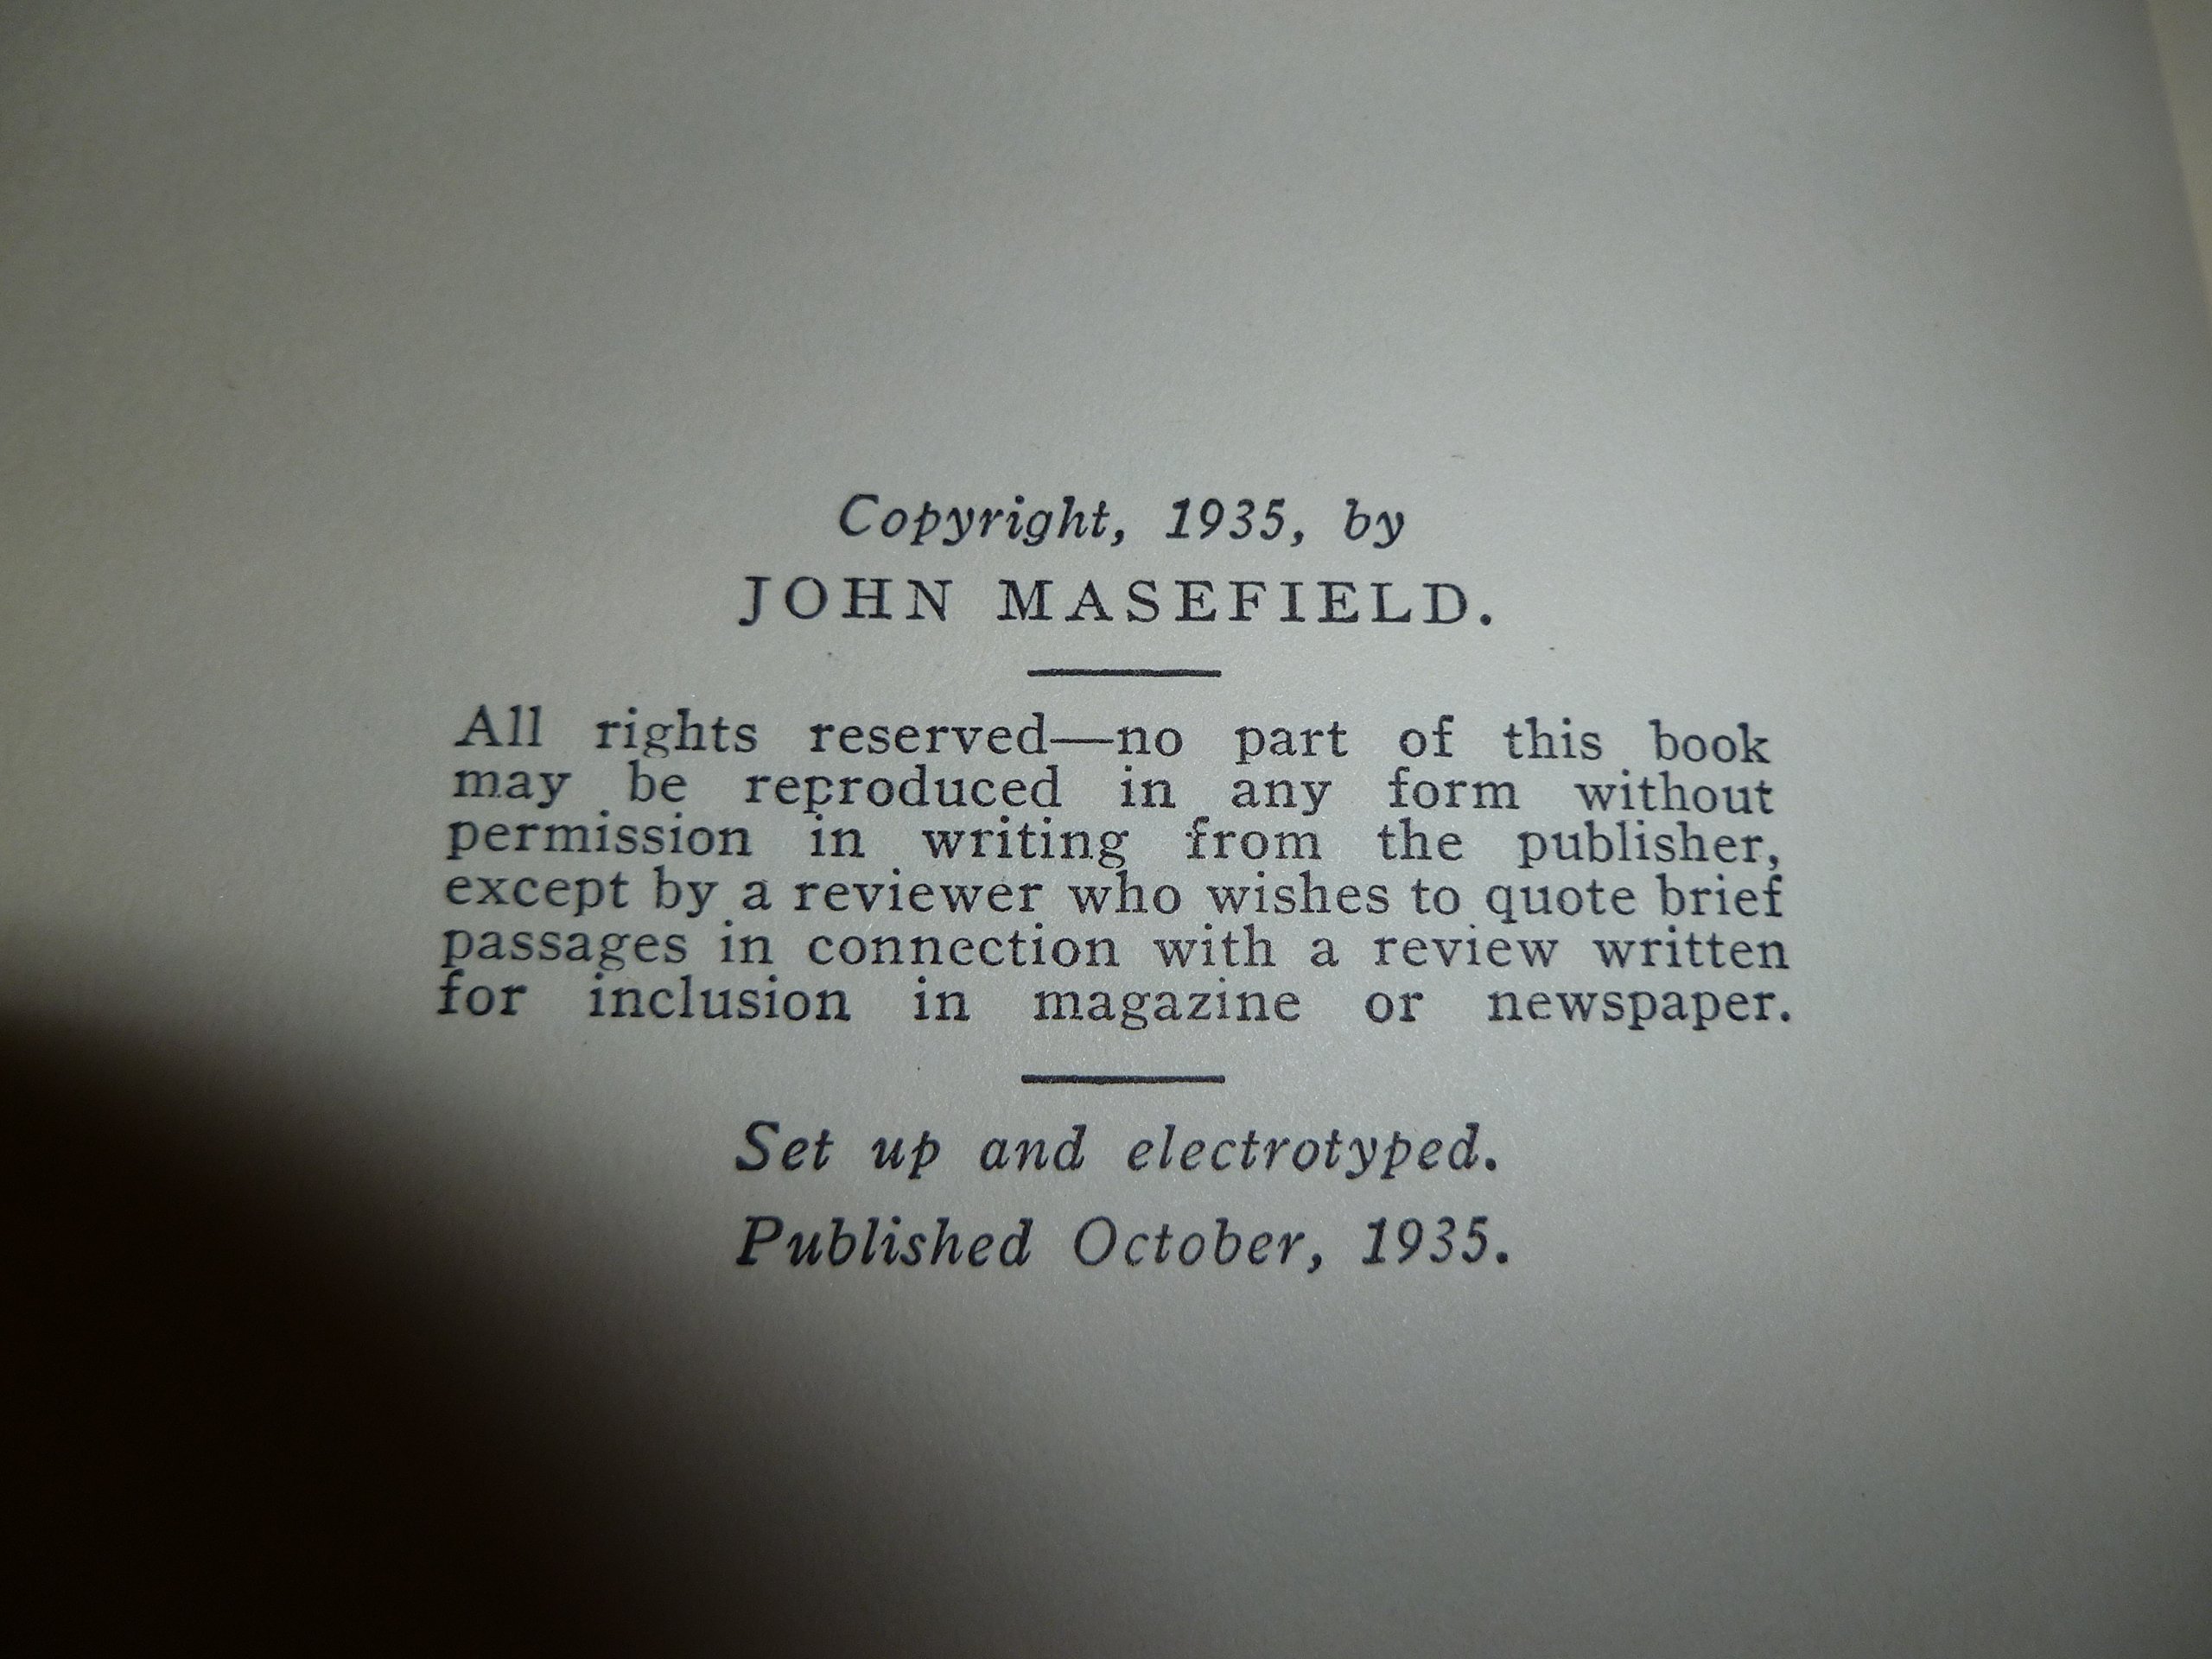 Copyright, 1935, by
JOHN MASEFIELD.
All rights reserved—no part of this book
may be reproduced in any form without
permission in writing from the publisher,
except by a reviewer who wishes to quote brief
passages in connection with a review written
for inclusion in magazine or newspaper.
Set up and electrotyped.
Published October, 1935.